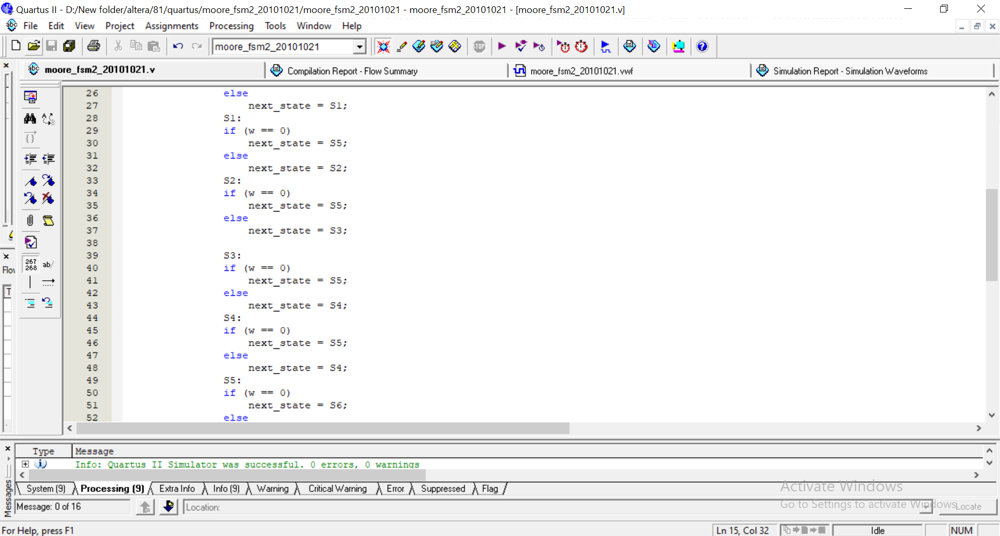 Quartus II - D:/New folder/altera/81/quartus/moore_fsm2_20101021/moore_fsm2_20101021 - moore_fsm2_20101021 - [moore_fsm2_20101021.v]
File Edit View Project Assignments Processing Tools Window Help
moore_fsm2_20101021
moore_fsm2_20101021.v Compilation Report - Flow Summary moore_fsm2_20101021.vwf Simulation Report - Simulation Waveforms
26 else
27 next_state = S1;
28 S1:
29 if (w == 0)
30 next_state = S5;
31 else
32 next_state = S2;
33 S2:
34 if (w == 0)
35 next_state = S5;
36 else
37 next_state = S3;
38
39 S3:
40 if (w == 0)
41 next_state = S5;
42 else
43 next_state = S4;
44 S4:
45 if (w == 0)
46 next_state = S5;
47 else
48 next_state = S4;
49 S5:
50 if (w == 0)
51 next_state = S6;
52 else
267
268
ab/
Flo
T
Type Message
Info: Quartus II Simulator was successful. 0 errors, 0 warnings
System (9) Processing (9) Extra Info Info (9) Warning Critical Warning Error Suppressed Flag
Messages
Message: 0 of 16 Location: Locate
Activate Windows
Go to Settings to activate Windows.
For Help, press F1 Ln 15, Col 32 Idle NUM